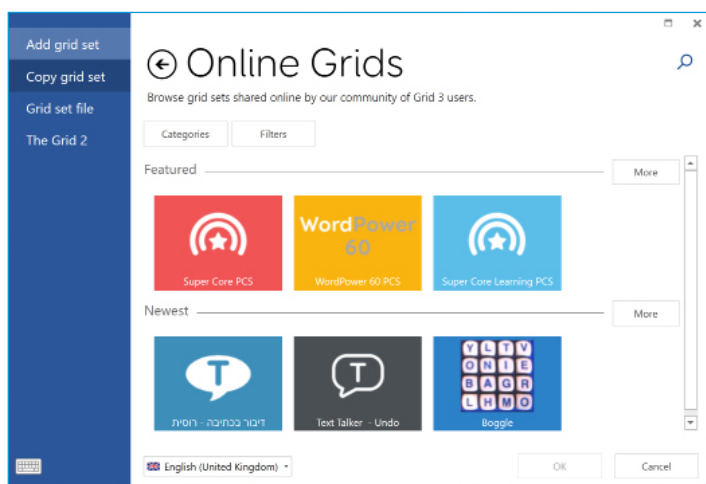 Add grid set
Copy grid set
Grid set file
The Grid 2
Online Grids
Browse grid sets shared online by our community of Grid 3 users.
Categories
Filters
Featured
More
WordPower
60
Super Core PCS
WordPower 60 PCS
Super Core Learning PCS
Newest
More
T
T
Y L T V
O N I E
B A G R
L H M O
דיבור בכתיבה - רוסית
Text Talker - Undo
Boggle
English (United Kingdom)
OK
Cancel